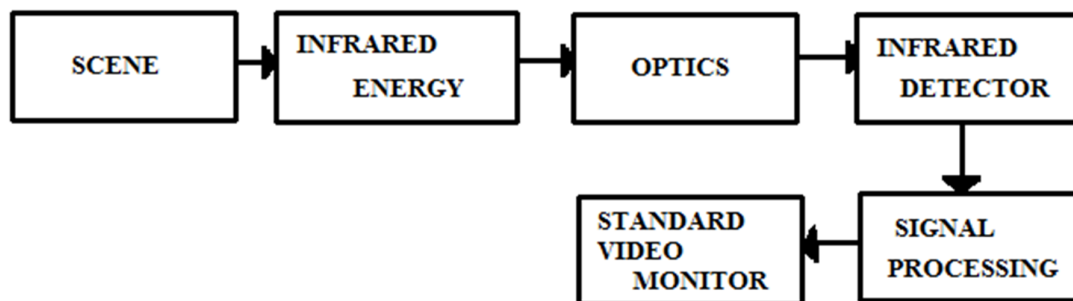 SCENE
INFRARED
ENERGY
OPTICS
INFRARED
DETECTOR
STANDARD
VIDEO
MONITOR
SIGNAL
PROCESSING